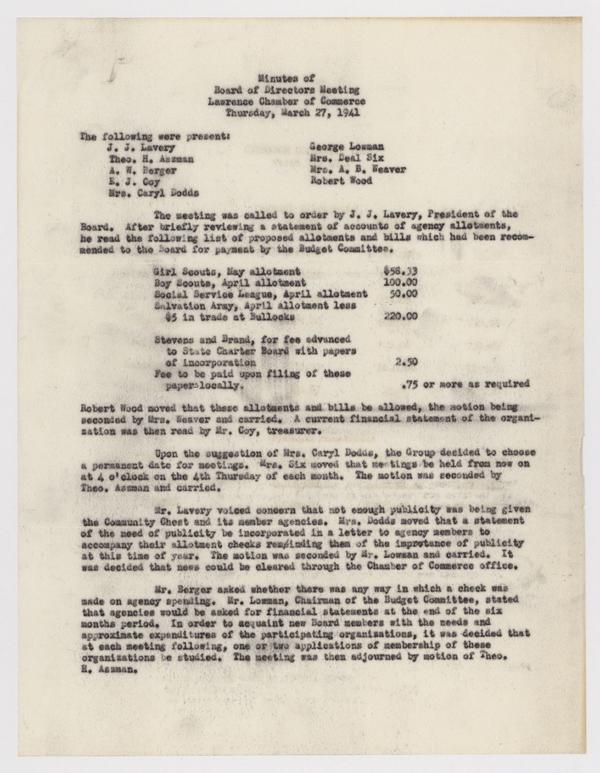 Minutes of
Board of Directors Meeting
Lawrence Chamber of Commerce
Thursday, March 27, 1941
The following were present:
J. J. Lavery
Theo. H. Aszman
A. W. Berger
E. J. Coy
Mrs. Caryl Dodds
George Lowman
Mrs. Deal Six
Mrs. A. B. Weaver
Robert Wood
The meeting was called to order by J. J. Lavery, President of the
Board. After briefly reviewing a statement of accounts of agency allotments,
he read the following list of proposed allotments and bills which had been recom-
mended to the Board for payment by the Budget Committee.
Girl Scouts, May allotment $58.33
Boy Scouts, April allotment 100.00
Social Service League, April allotment 50.00
Salvation Army, April allotment less
$5 in trade at Bullocks 220.00
Stevens and Brand, for fee advanced
to State Charter Board with papers
of incorporation 2.50
Fee to be paid upon filing of these
papers locally. .75 or more as required
Robert Wood moved that these allotments and bills be allowed, the motion being
seconded by Mrs. Weaver and carried. A current financial statement of the organi-
zation was then read by Mr. Coy, treasurer.
Upon the suggestion of Mrs. Caryl Dodds, the Group decided to choose
a permanent date for meetings. Mrs. Six moved that meetings be held from now on
at 4 o'clock on the 4th Thursday of each month. The motion was seconded by
Theo. Aszman and carried.
Mr. Lavery voiced concern that not enough publicity was being given
the Community Chest and its member agencies. Mrs. Dodds moved that a statement
of the need of publicity be incorporated in a letter to agency members to
accompany their allotment checks reminding them of the improtance of publicity
at this time of year. The motion was seconded by Mr. Lowman and carried. It
was decided that news could be cleared through the Chamber of Commerce office.
Mr. Berger asked whether there was any way in which a check was
made on agency spending. Mr. Lowman, Chairman of the Budget Committee, stated
that agencies would be asked for financial statements at the end of the six
months period. In order to acquaint new Board members with the needs and
approximate expenditures of the participating organizations, it was decided that
at each meeting following, one or two applications of membership of these
organizations be studied. The meeting was then adjourned by motion of Theo.
H. Aszman.